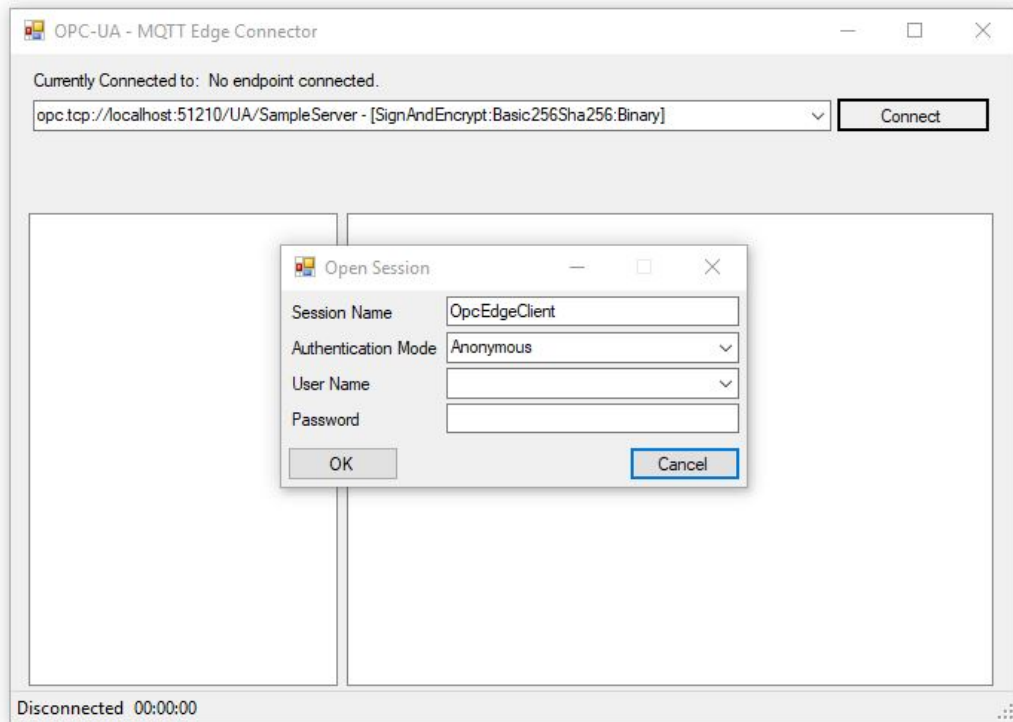 OPC-UA - MQTT Edge Connector
Currently Connected to: No endpoint connected.
opc.tcp://localhost:51210/UA/SampleServer - [SignAndEncrypt:Basic256Sha256:Binary]
Connect
Open Session
Session Name OpcEdgeClient
Authentication Mode Anonymous
User Name
Password
OK Cancel
Disconnected 00:00:00